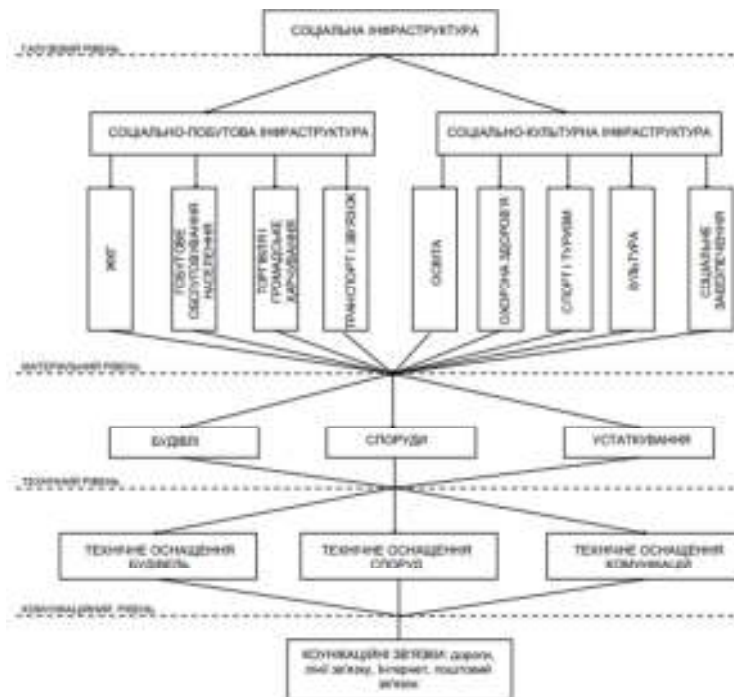 СОЦІАЛЬНА ІНФРАСТРУКТУРА
ГАЛУЗЕВИЙ РІВЕНЬ
СОЦІАЛЬНО-ПОБУТОВА ІНФРАСТРУКТУРА
СОЦІАЛЬНО-КУЛЬТУРНА ІНФРАСТРУКТУРА
ЖКГ
ПОБУТОВЕ
ОБСЛУГОВУВАННЯ
НАСЕЛЕННЯ
ТОРГІВЛЯ І
ГРОМАДСЬКЕ
ХАРЧУВАННЯ
ТРАНСПОРТ І ЗВ'ЯЗОК
ОСВІТА
ОХОРОНА ЗДОРОВ'Я
СПОРТ І ТУРИЗМ
КУЛЬТУРА
СОЦІАЛЬНЕ
ЗАБЕЗПЕЧЕННЯ
МАТЕРІАЛЬНИЙ РІВЕНЬ
БУДІВЛІ
СПОРУДИ
УСТАТКУВАННЯ
ТЕХНІЧНИЙ РІВЕНЬ
ТЕХНІЧНЕ ОСНАЩЕННЯ
БУДІВЕЛЬ
ТЕХНІЧНЕ ОСНАЩЕННЯ
СПОРУД
ТЕХНІЧНЕ ОСНАЩЕННЯ
КОМУНІКАЦІЙ
КОМУНІКАЦІЙНИЙ РІВЕНЬ
КОУНІКАЦІЙНІ ЗВ'ЯЗКИ: дороги,
лінії зв'язку, Інтернет, поштовий
зв'язок